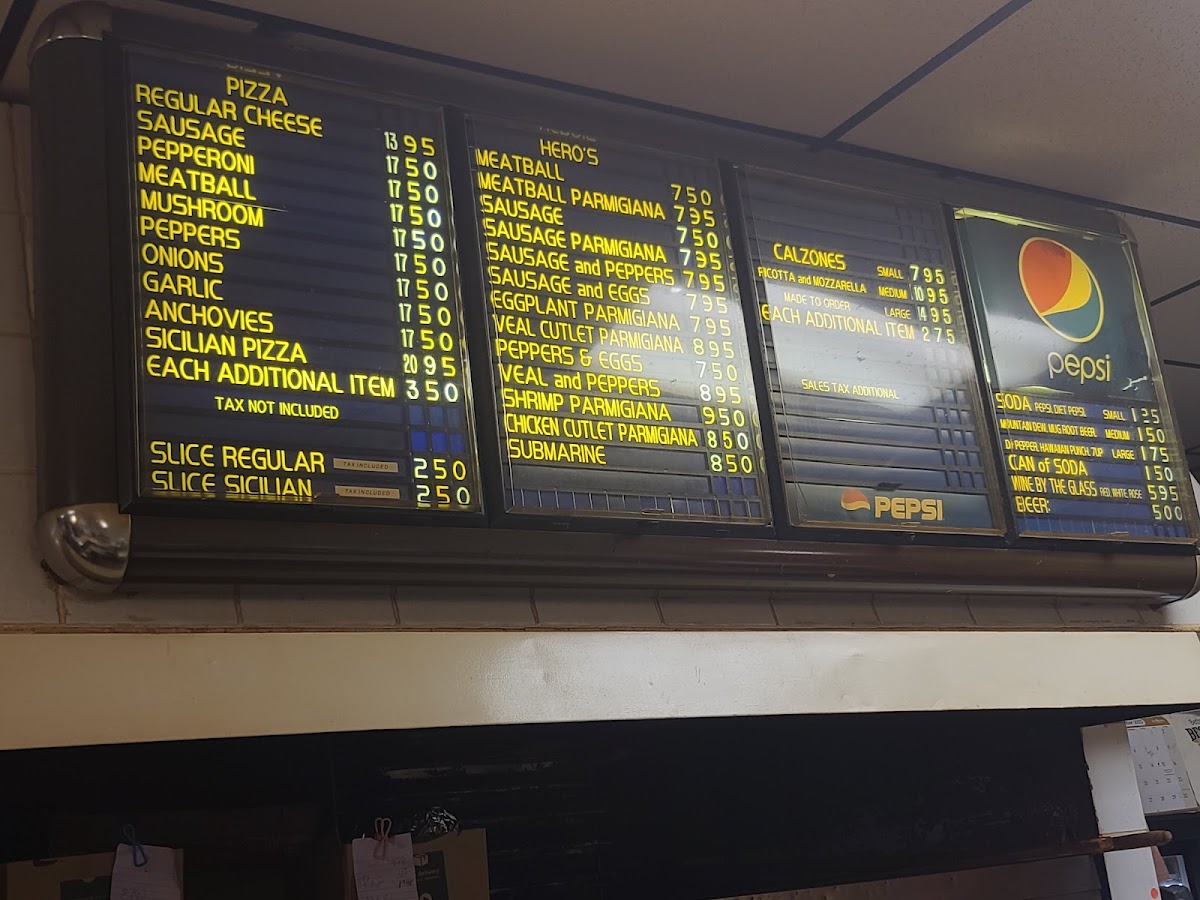 PIZZA
REGULAR CHEESE 13 95
SAUSAGE 17 50
PEPPERONI 17 50
MEATBALL 17 50
MUSHROOM 17 50
PEPPERS 17 50
ONIONS 17 50
GARLIC 17 50
ANCHOVIES 17 50
SICILIAN PIZZA 20 95
EACH ADDITIONAL ITEM 3 50
TAX NOT INCLUDED
SLICE REGULAR TAX INCLUDED 2 50
SLICE SICILIAN TAX INCLUDED 2 50
HERO'S
MEATBALL 7 50
MEATBALL PARMIGIANA 7 95
SAUSAGE 7 50
SAUSAGE PARMIGIANA 7 95
SAUSAGE and PEPPERS 7 95
SAUSAGE and EGGS 7 95
EGGPLANT PARMIGIANA 7 95
VEAL CUTLET PARMIGIANA 8 95
PEPPERS & EGGS 7 50
VEAL and PEPPERS 8 95
SHRIMP PARMIGIANA 9 50
CHICKEN CUTLET PARMIGIANA 8 50
SUBMARINE 8 50
CALZONES SMALL 7 95
RICOTTA and MOZZARELLA MEDIUM 10 95
MADE TO ORDER LARGE 14 95
EACH ADDITIONAL ITEM 2 75
SALES TAX ADDITIONAL
PEPSI
pepsi
SODA PEPSI, DIET PEPSI, SMALL 1 25
MOUNTAIN DEW, MUG ROOT BEER, MEDIUM 1 50
Dr PEPPER, HAWAIIAN PUNCH, 7UP LARGE 1 75
CAN of SODA 1 50
WINE BY THE GLASS RED, WHITE, ROSE 5 95
BEER: 5 00